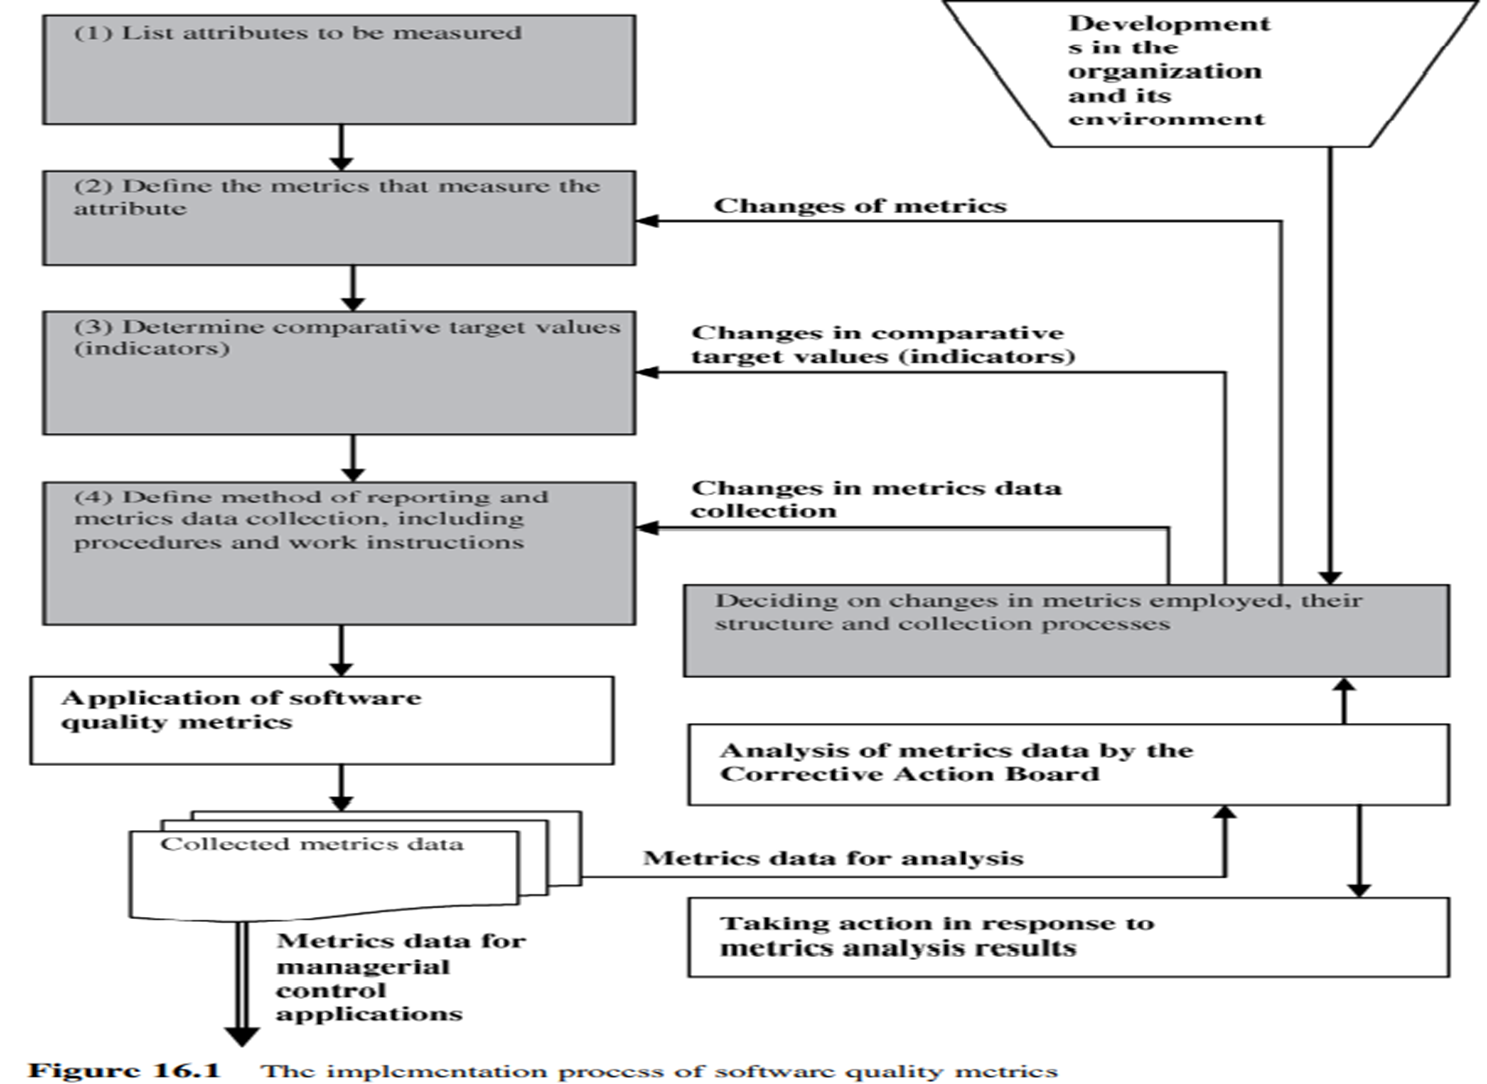 (1) List attributes to be measured
Development
s in the
organization
and its
environment
(2) Define the metrics that measure the
attribute
Changes of metrics
(3) Determine comparative target values
(indicators)
Changes in comparative
target values (indicators)
(4) Define method of reporting and
metrics data collection, including
procedures and work instructions
Changes in metrics data
collection
Deciding on changes in metrics employed, their
structure and collection processes
Application of software
quality metrics
Analysis of metrics data by the
Corrective Action Board
Collected metrics data
Metrics data for analysis
Taking action in response to
metrics analysis results
Metrics data for
managerial
control
applications
Figure 16.1 The implementation process of software quality metrics